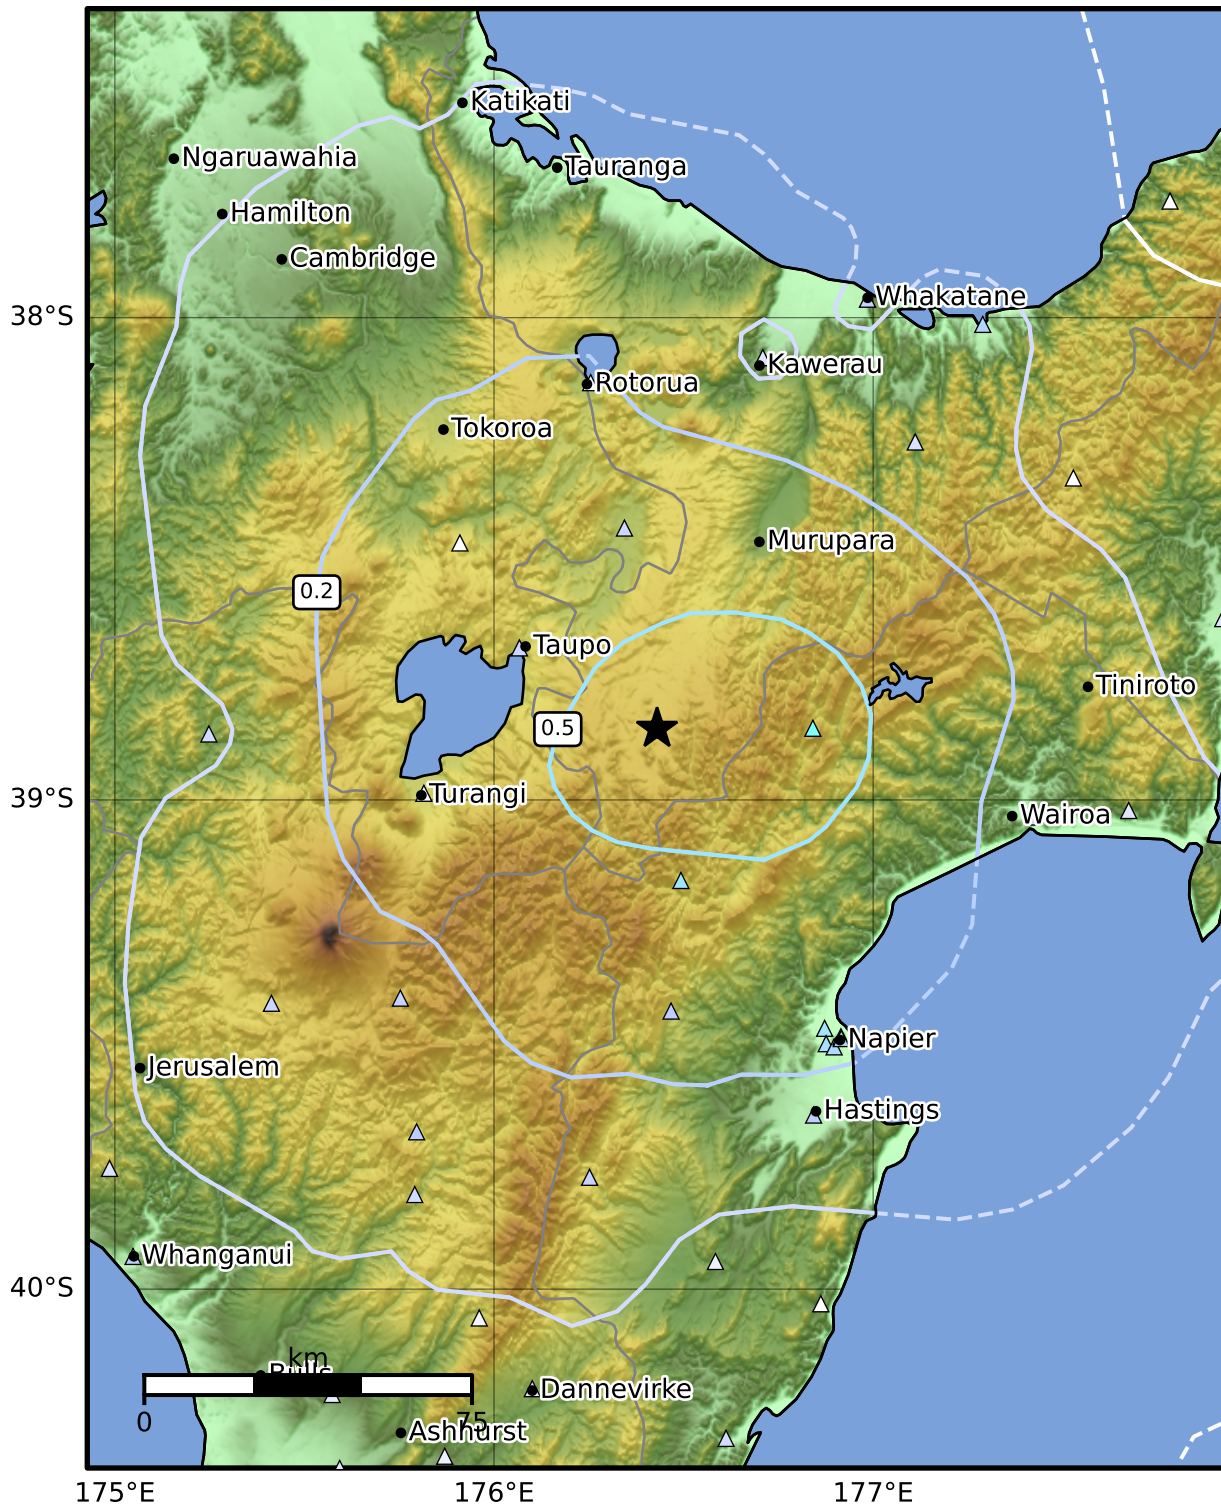 Katikati
Ngaruawahia
Tauranga
Hamilton
Cambridge
Whakatane
38°S
Kawerau
Rotorua
Tokoroa
Murupara
0.2
Taupo
Tiniroto
0.5
Turangi
39°S
Wairoa
Napier
Jerusalem
Hastings
Whanganui
40°S
km
Bulls
Dannevirke
0
75
Ashhurst
175°E
176°E
177°E